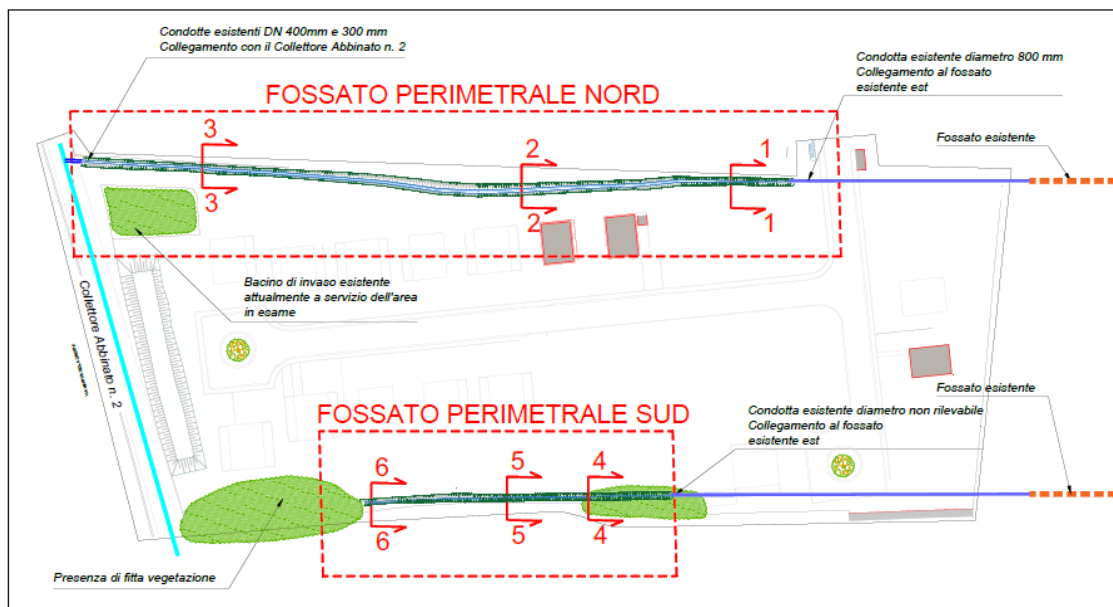 Condotte esistenti DN 400mm e 300 mm
Collegamento con il Collettore Abbinato n. 2
Condotta esistente diametro 800 mm
Collegamento al fossato
esistente est
FOSSATO PERIMETRALE NORD
Fossato esistente
3
2
1
3
2
1
Bacino di invaso esistente
attualmente a servizio dell'area
in esame
Collettore Abbinato n. 2
Fossato esistente
FOSSATO PERIMETRALE SUD
Condotta esistente diametro non rilevabile
Collegamento al fossato
esistente est
6
5
4
6
5
4
Presenza di fitta vegetazione